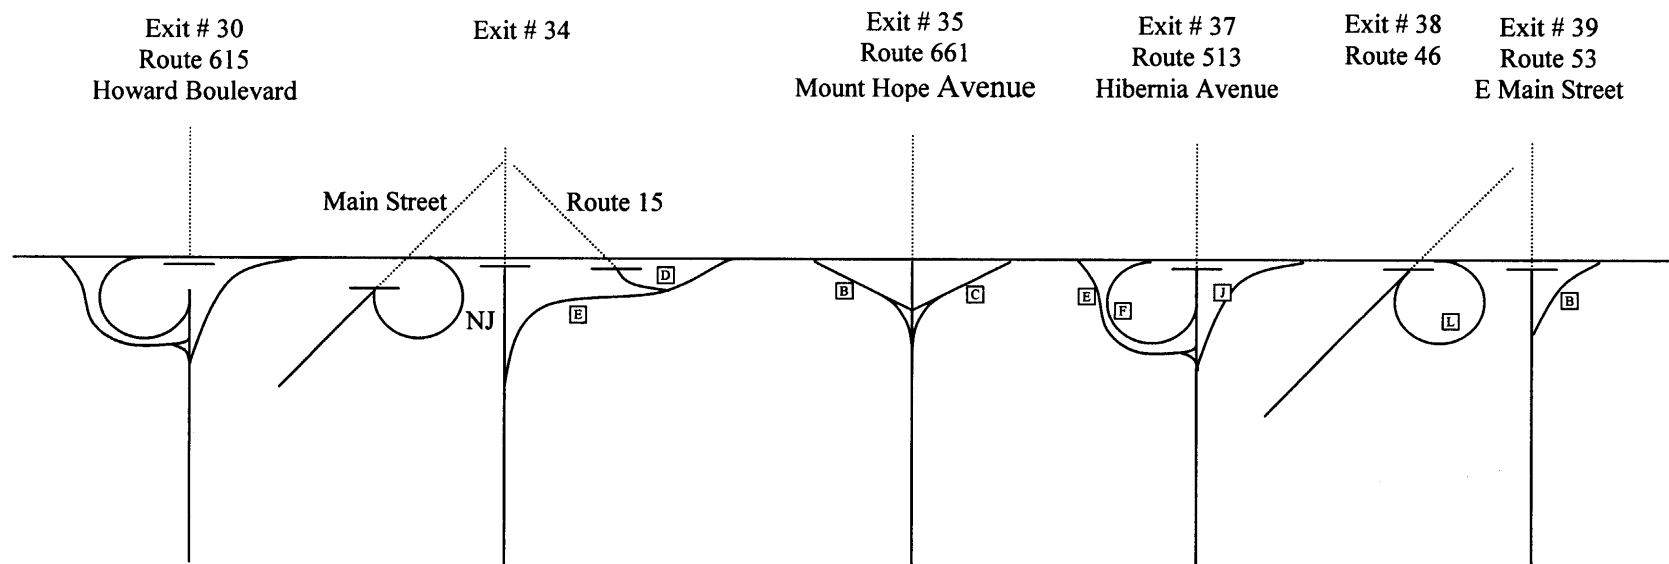 Exit # 30
Route 615
Howard Boulevard
Exit # 34
Exit # 35
Route 661
Mount Hope Avenue
Exit # 37
Route 513
Hibernia Avenue
Exit # 38
Route 46
Exit # 39
Route 53
E Main Street
Main Street
Route 15
NJ
D
E
B
C
E
F
J
L
B